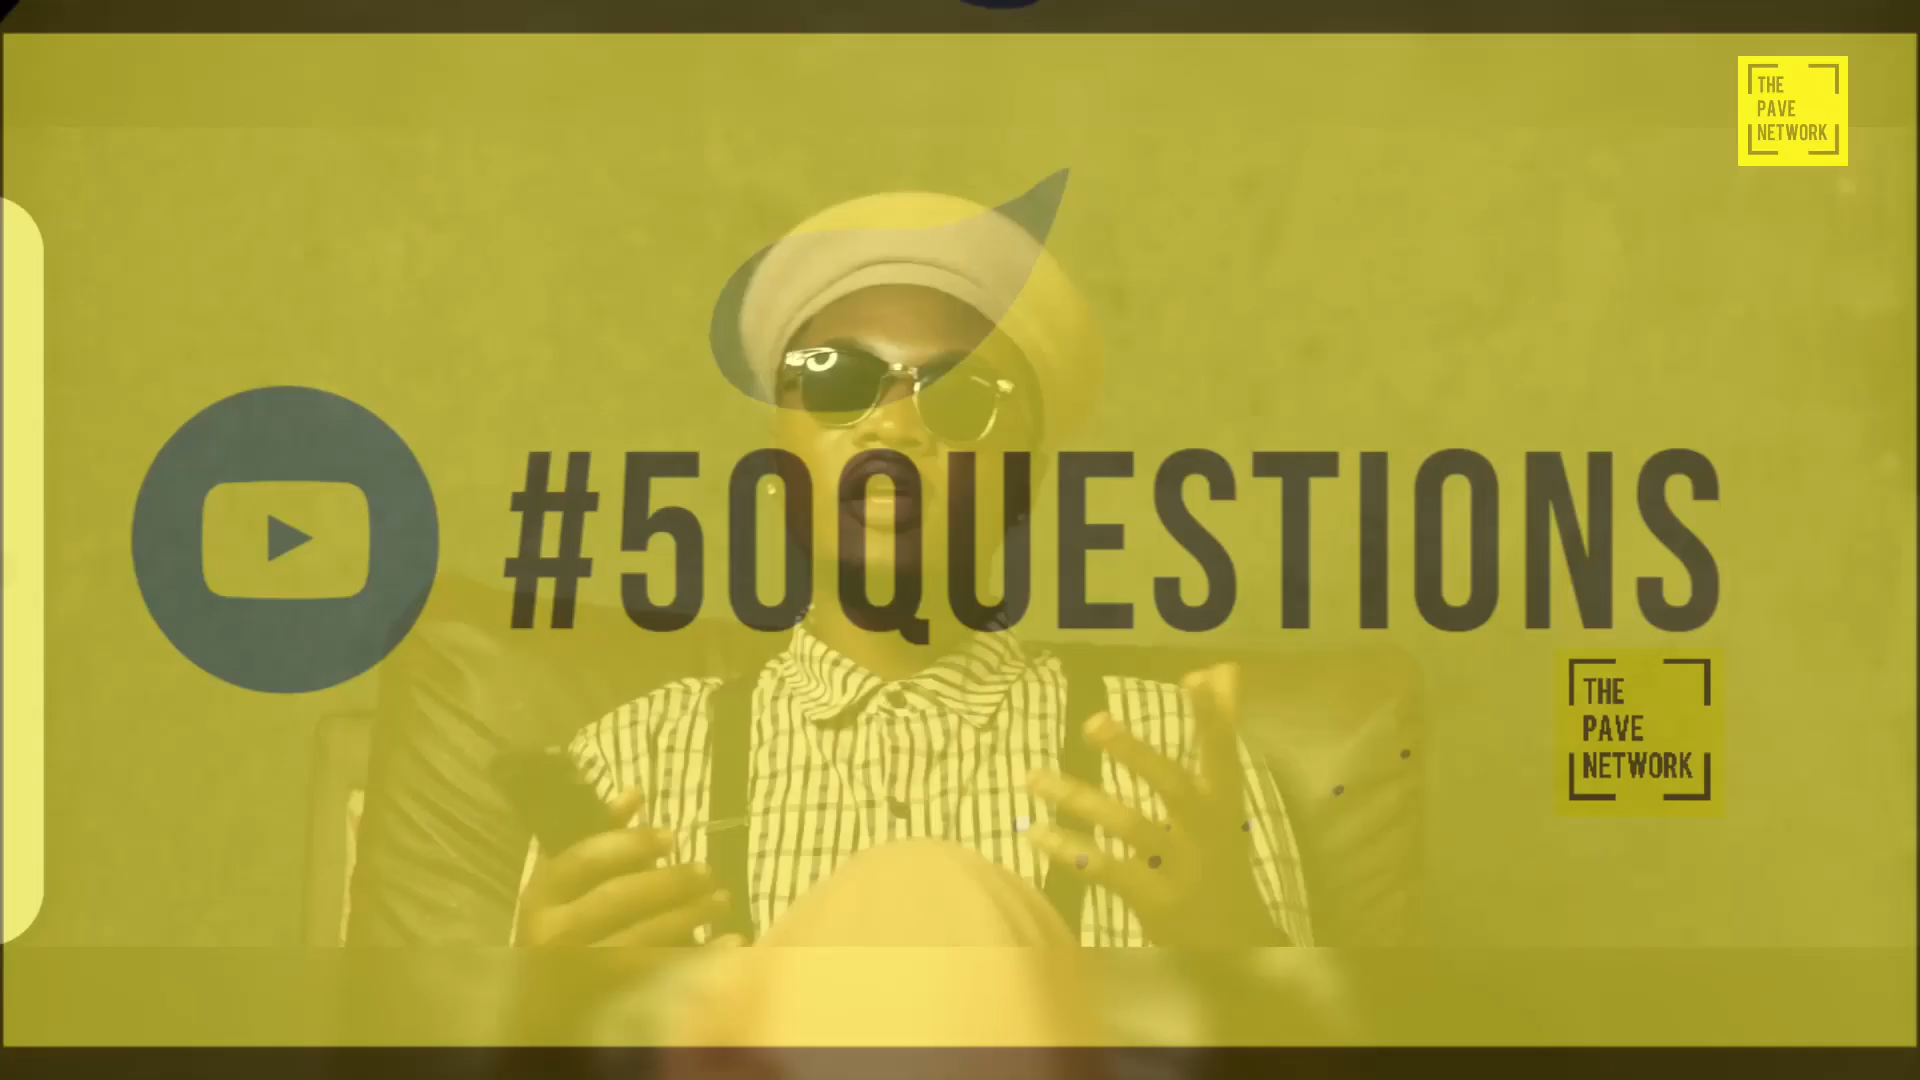 THE
PAVE
NETWORK
#50QUESTIONS
THE
PAVE
NETWORK